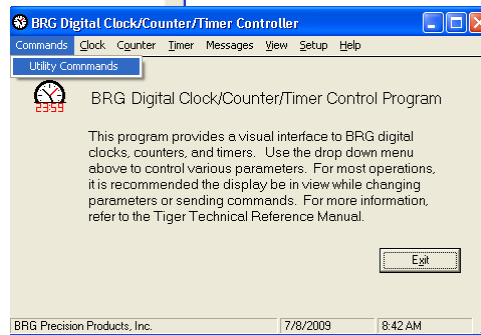 BRG Digital Clock/Counter/Timer Controller
Commands Clock Counter Timer Messages View Setup Help
Utility Comnmands
23:59
BRG Digital Clock/Counter/Timer Control Program
This program provides a visual interface to BRG digital
clocks, counters, and timers. Use the drop down menu
above to control various parameters. For most operations,
it is recommended the display be in view while changing
parameters or sending commands. For more information,
refer to the Tiger Technical Reference Manual.
Exit
BRG Precision Products, Inc. 7/8/2009 8:42 AM